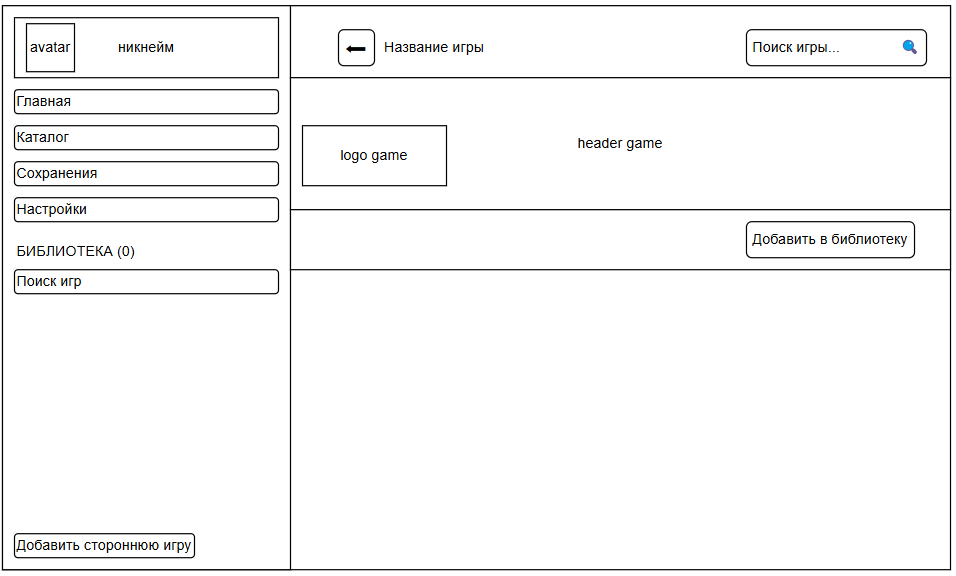 avatar
никнейм
Главная
Каталог
Сохранения
Настройки
БИБЛИОТЕКА (0)
Поиск игр
Добавить стороннюю игру
Название игры
Поиск игры...
logo game
header game
Добавить в библиотеку